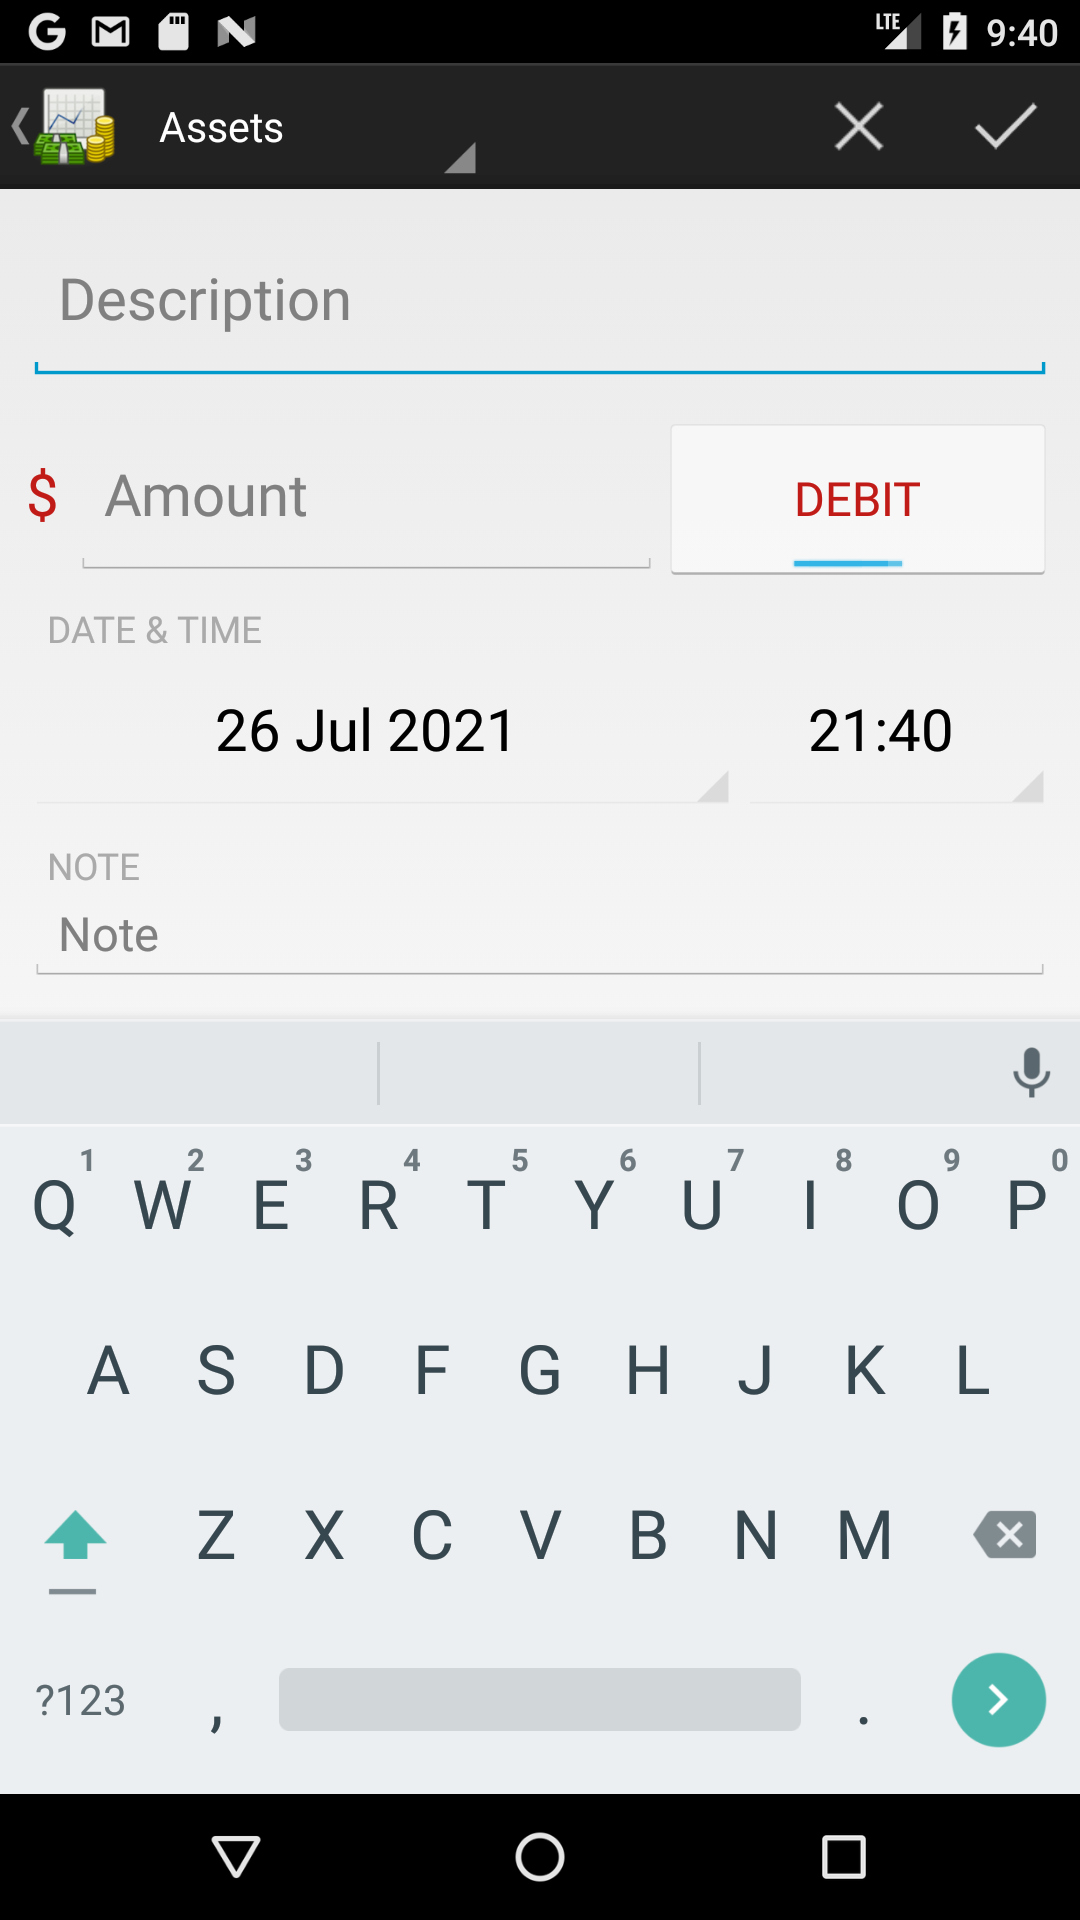 LTE 9:40
Assets
Description
$ Amount DEBIT
DATE & TIME
26 Jul 2021 21:40
NOTE
Note
1 2 3 4 5 6 7 8 9 0
Q W E R T Y U I O P
A S D F G H J K L
Z X C V B N M
?123 , .